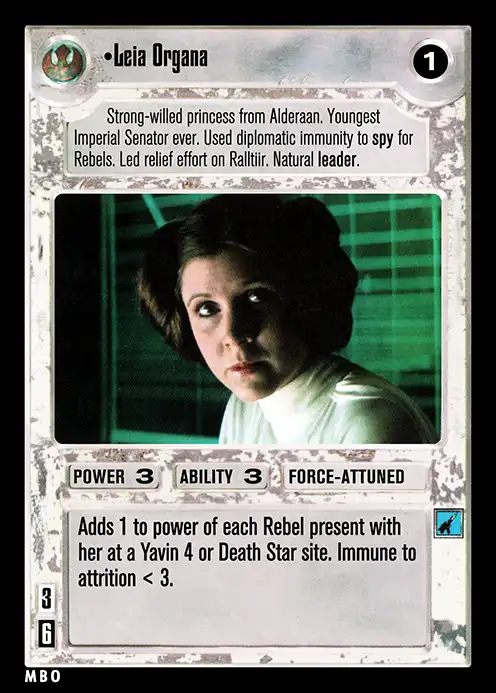 •Leia Organa
1
Strong-willed princess from Alderaan. Youngest
Imperial Senator ever. Used diplomatic immunity to spy for
Rebels. Led relief effort on Ralltiir. Natural leader.
POWER 3 ABILITY 3 FORCE-ATTUNED
Adds 1 to power of each Rebel present with
her at a Yavin 4 or Death Star site. Immune to
attrition < 3.
3
6
MBO